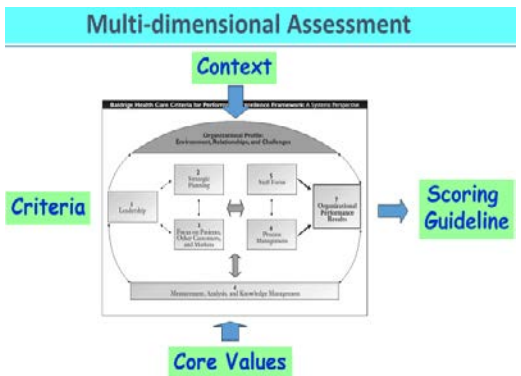 Multi-dimensional Assessment
Context
Baldrige Health Care Criteria for Performance Excellence Framework: A Systems Perspective
Organizational Profile:
Environment, Relationships, and Challenges
2
Strategic
Planning
5
Staff Focus
1
Leadership
7
Organizational
Performance
Results
3
Focus on Patients,
Other Customers,
and Markets
6
Process
Management
4
Measurement, Analysis, and Knowledge Management
Criteria
Scoring
Guideline
Core Values